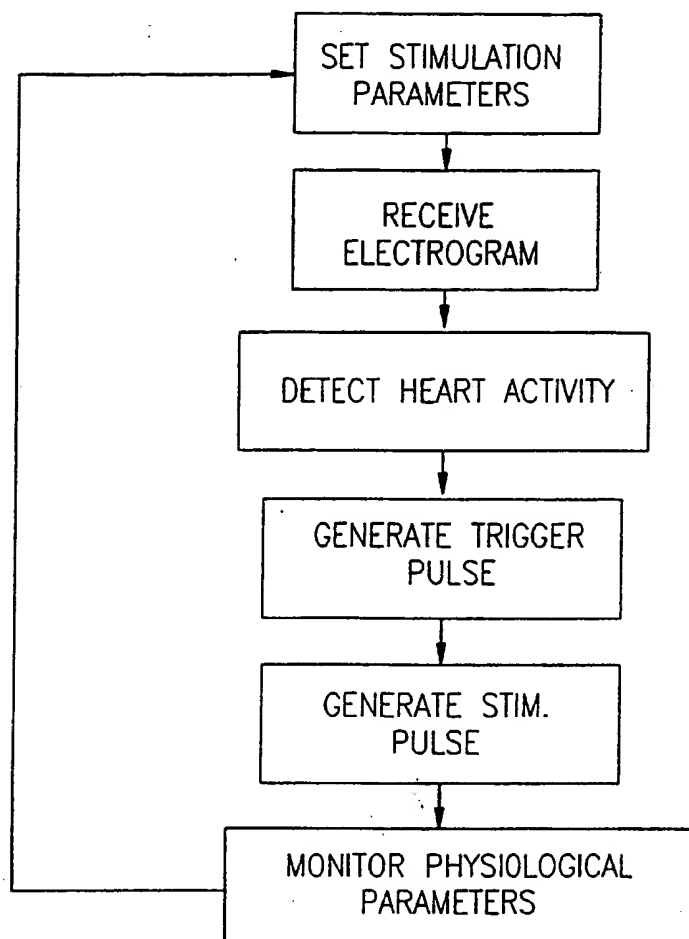 SET STIMULATION
PARAMETERS
RECEIVE
ELECTROGRAM
DETECT HEART ACTIVITY
GENERATE TRIGGER
PULSE
GENERATE STIM.
PULSE
MONITOR PHYSIOLOGICAL
PARAMETERS